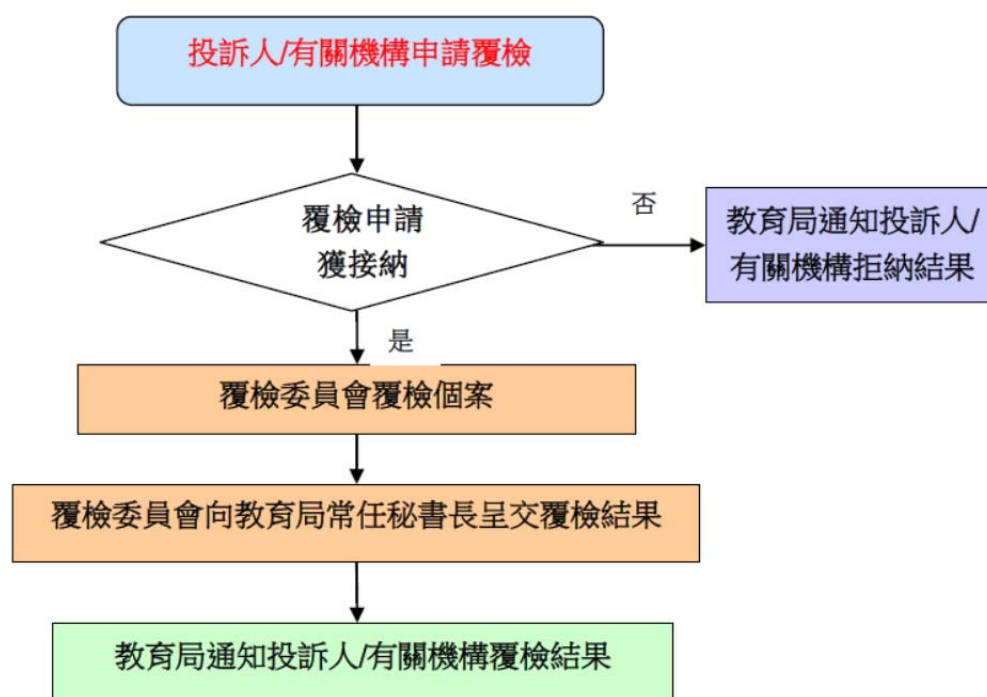 投訴人/有關機構申請覆檢
覆檢申請
獲接納
否
教育局通知投訴人/
有關機構拒納結果
是
覆檢委員會覆檢個案
覆檢委員會向教育局常任秘書長呈交覆檢結果
教育局通知投訴人/有關機構覆檢結果